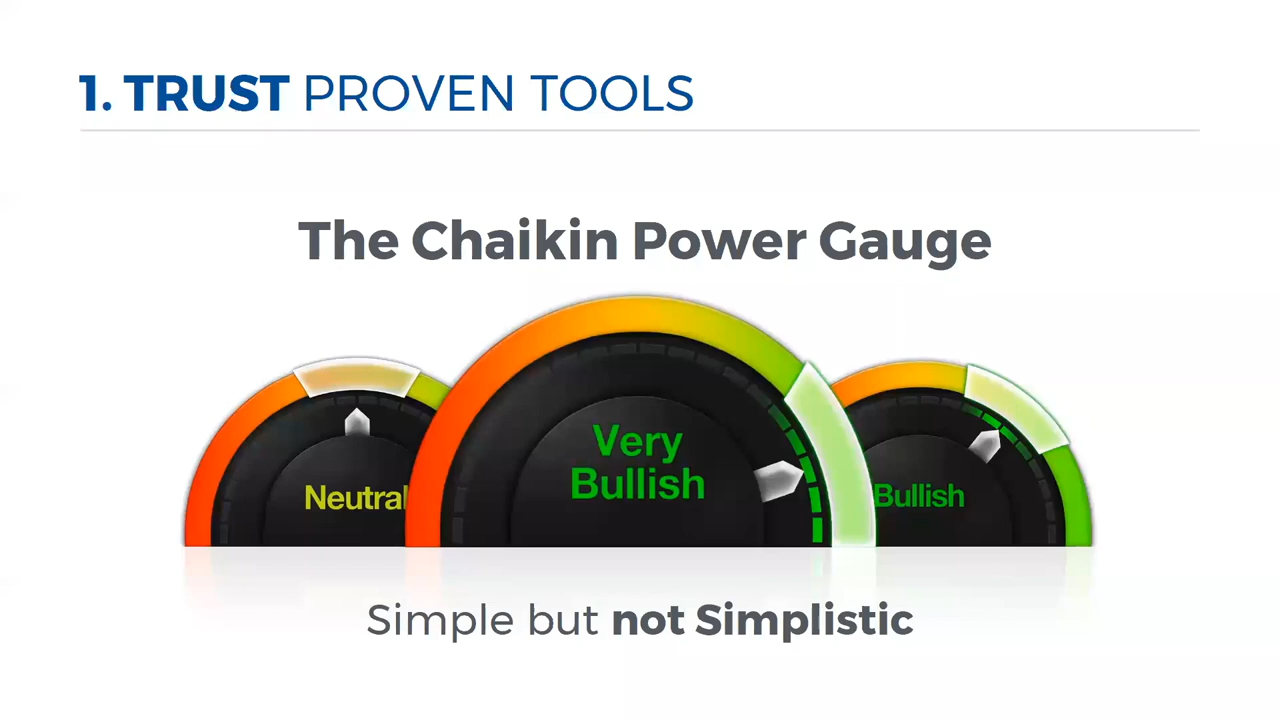 1. TRUST PROVEN TOOLS
The Chaikin Power Gauge
Neutral
Very
Bullish
Bullish
Simple but not Simplistic